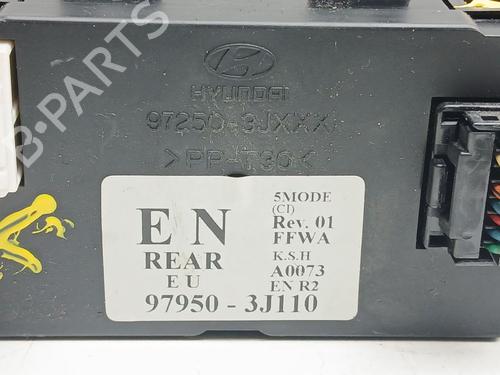 HYUNDAI
97250-3JXXX
>PP-T30<
EN
REAR
EU
97950 - 3J110
5MODE
(CI)
Rev. 01
FFWA
K.S.H
A0073
EN R2
B-PARTS